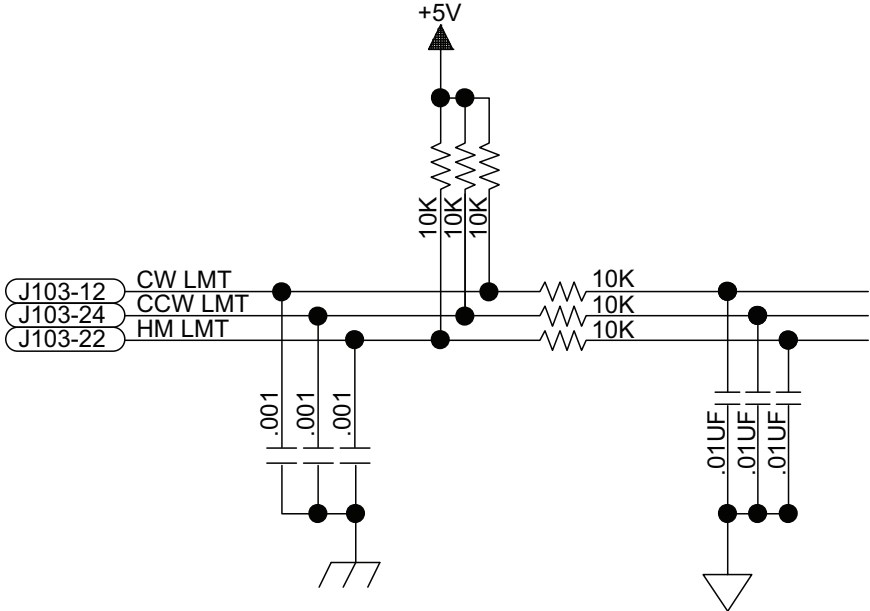 +5V
10K
10K
10K
J103-12
CW LMT
10K
J103-24
CCW LMT
10K
J103-22
HM LMT
10K
.001
.001
.001
.01UF
.01UF
.01UF